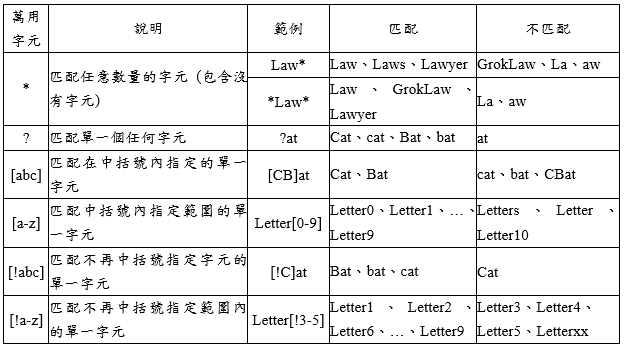 萬用字元 說明 範例 匹配 不匹配
* 匹配任意數量的字元 (包含沒有字元) Law* Law、Laws、Lawyer GrokLaw、La、aw
*Law* Law、GrokLaw、Lawyer La、aw
? 匹配單一個任何字元 ?at Cat、cat、Bat、bat at
[abc] 匹配在中括號內指定的單一字元 [CB]at Cat、Bat cat、bat、CBat
[a-z] 匹配中括號內指定範圍的單一字元 Letter[0-9] Letter0、Letter1、…、Letter9 Letters、Letter、Letter10
[!abc] 匹配不再中括號指定字元的單一字元 [!C]at Bat、bat、cat Cat
[!a-z] 匹配不再中括號指定範圍內的單一字元 Letter[!3-5] Letter1、Letter2、Letter6、…、Letter9 Letter3、Letter4、Letter5、Letterxx